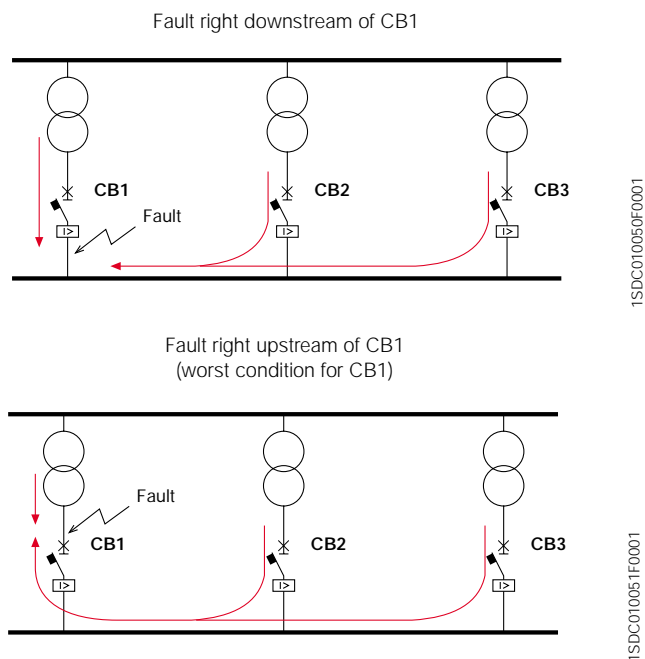 Fault right downstream of CB1
CB1
CB2
CB3
Fault
I>
I>
I>
1SDC010050F0001
Fault right upstream of CB1
(worst condition for CB1)
Fault
CB1
CB2
CB3
I>
I>
I>
1SDC010051F0001